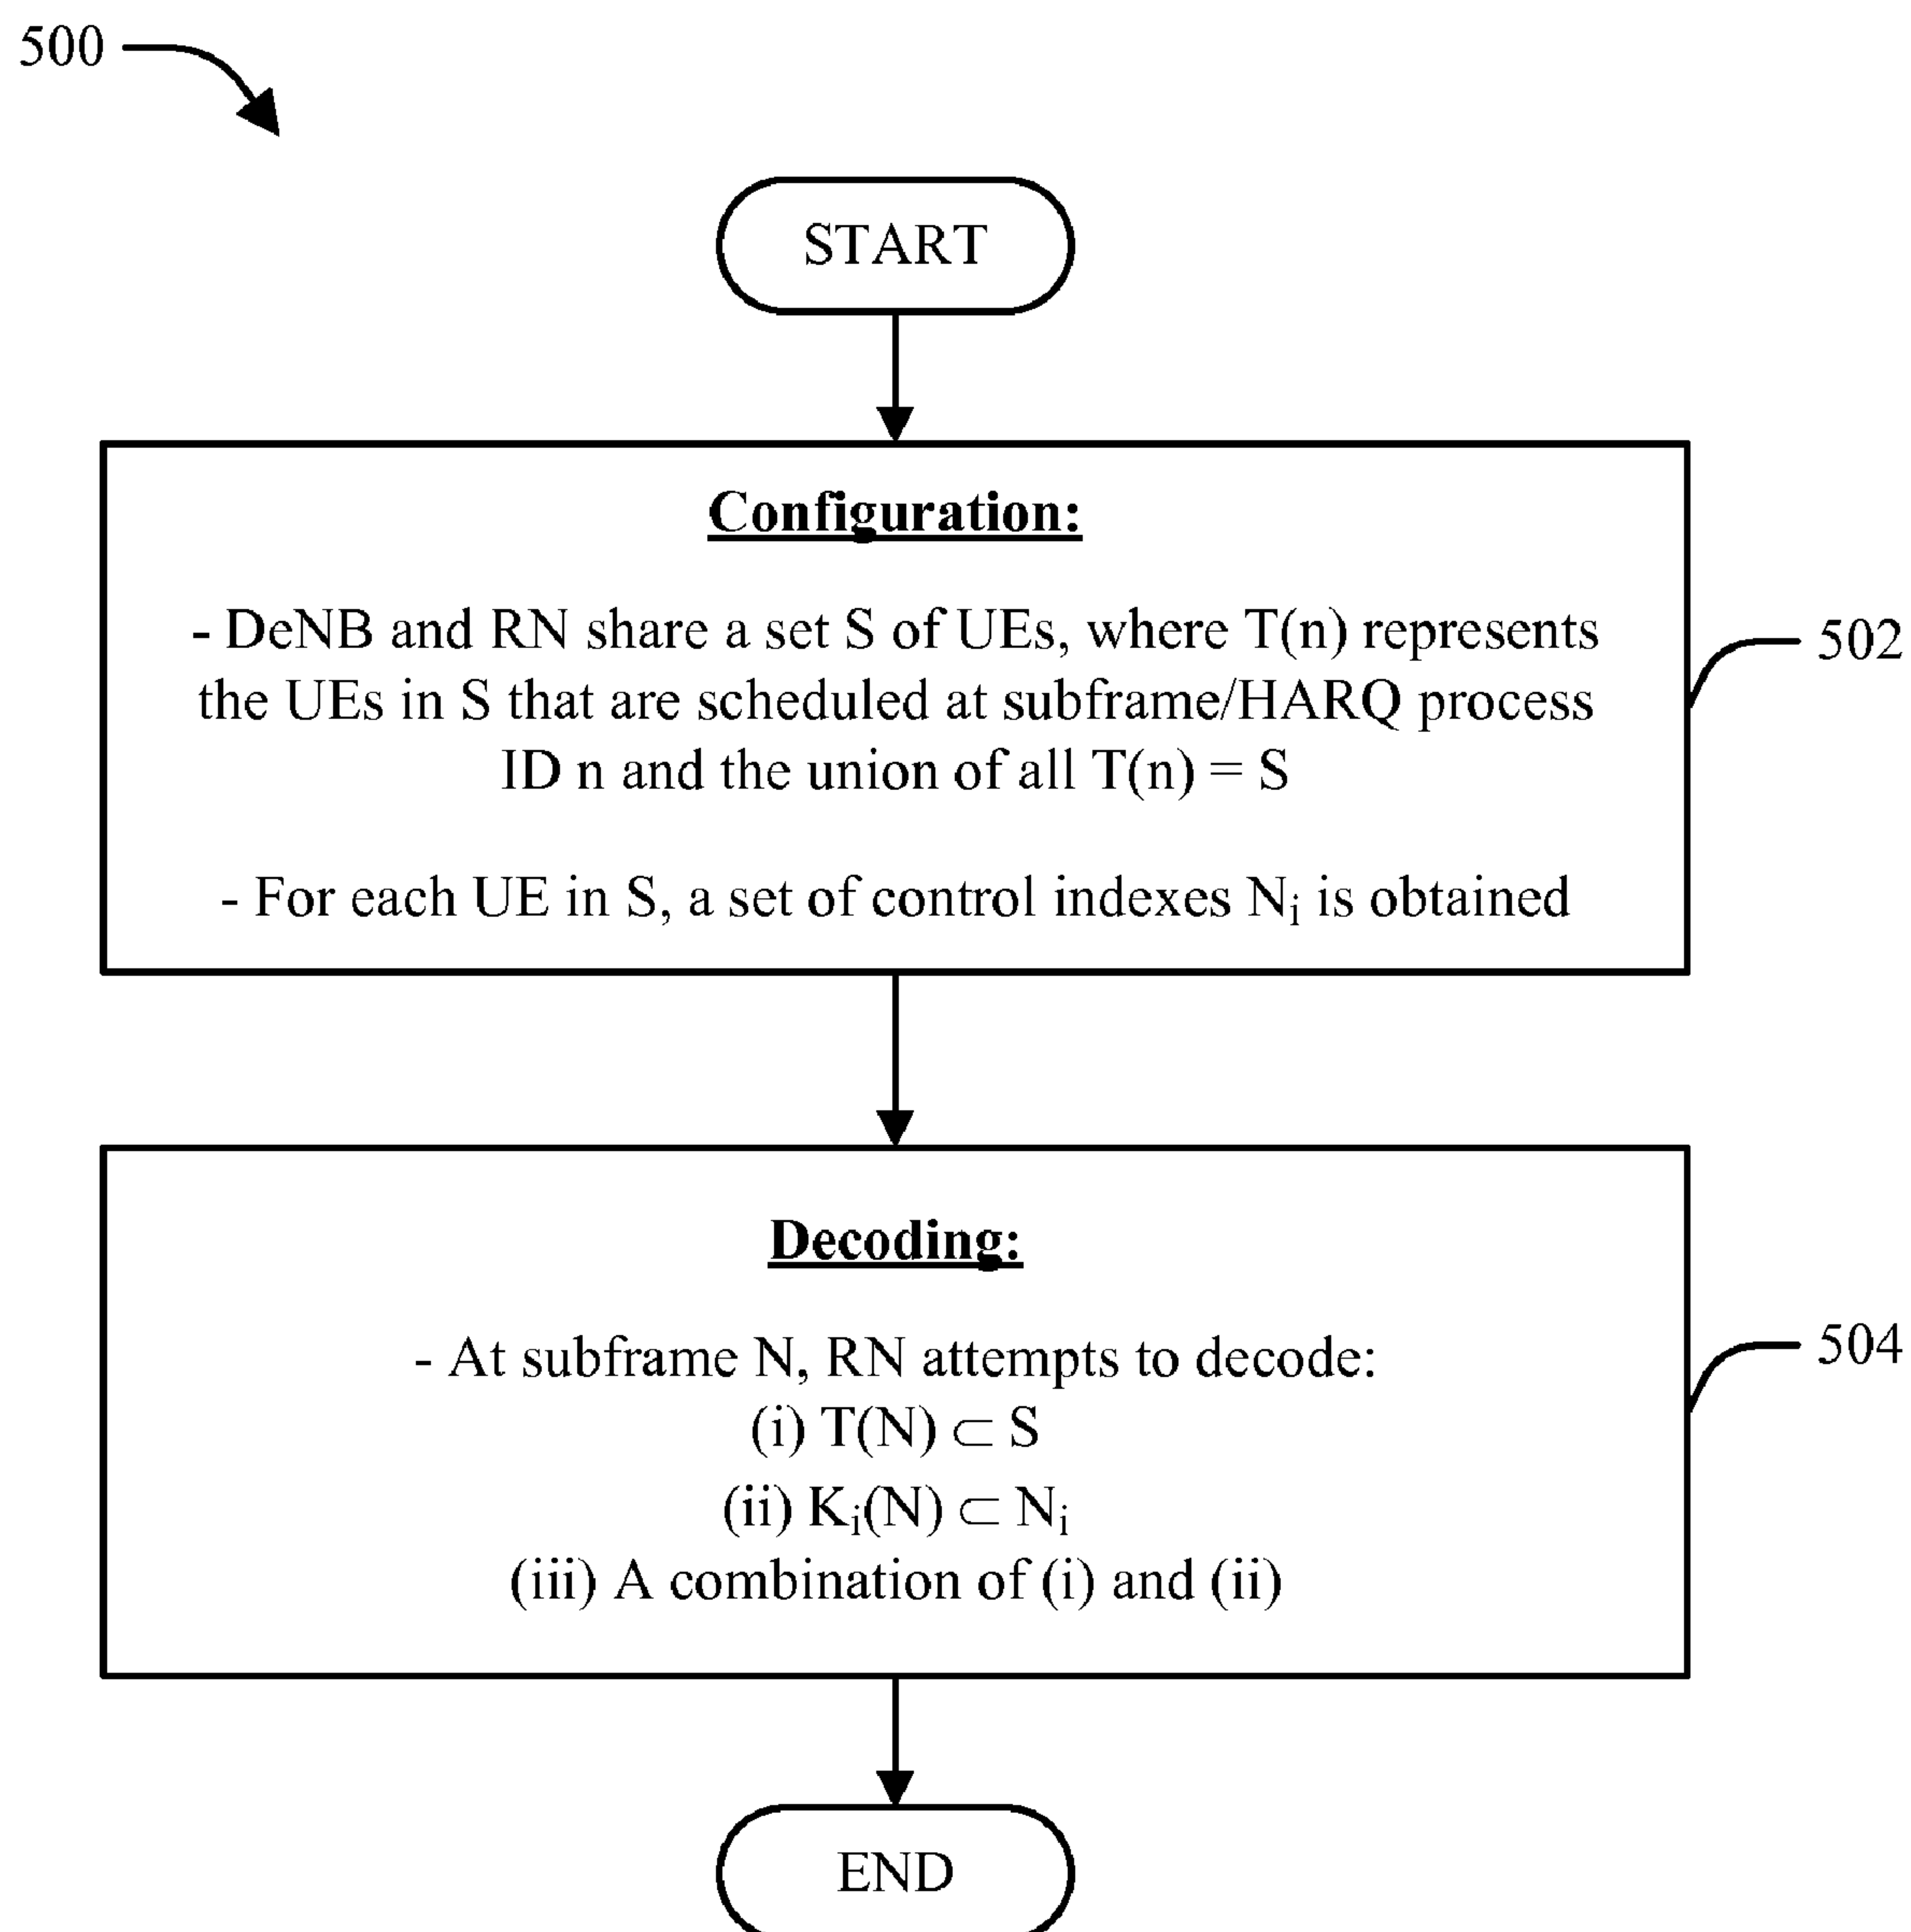 500
START
Configuration:
- DeNB and RN share a set S of UEs, where T(n) represents
the UEs in S that are scheduled at subframe/HARQ process
ID n and the union of all T(n) = S
502
- For each UE in S, a set of control indexes Nᵢ is obtained
Decoding:
- At subframe N, RN attempts to decode:
504
(i) T(N) ⊂ S
(ii) Kᵢ(N) ⊂ Nᵢ
(iii) A combination of (i) and (ii)
END